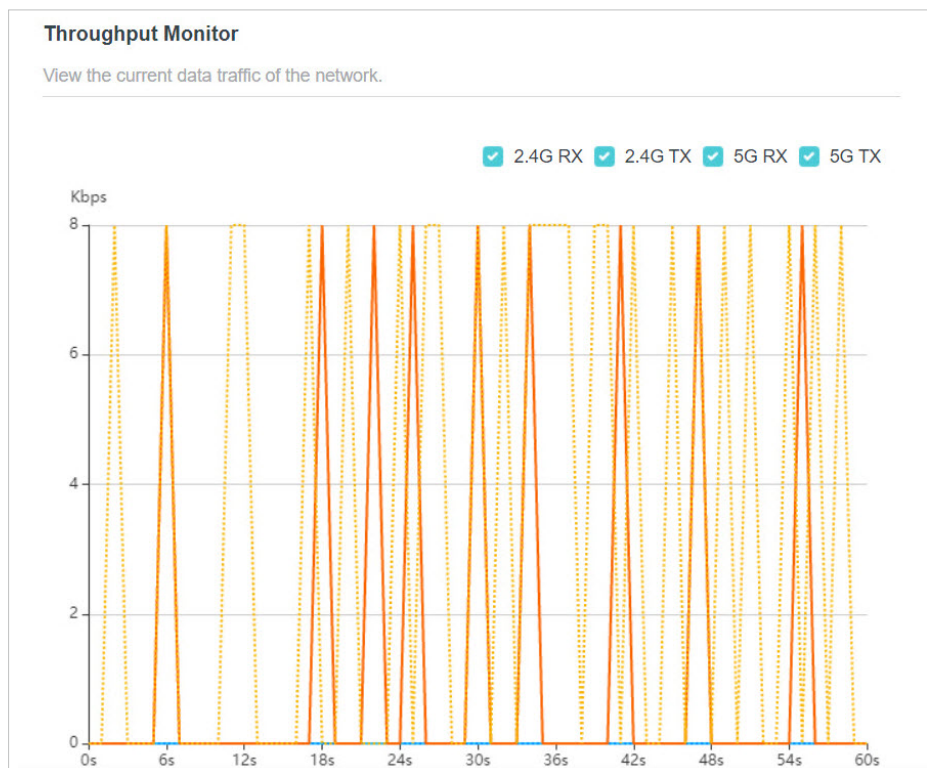 Throughput Monitor
View the current data traffic of the network.
2.4G RX 2.4G TX 5G RX 5G TX
Kbps
8
6
4
2
0
0s 6s 12s 18s 24s 30s 36s 42s 48s 54s 60s